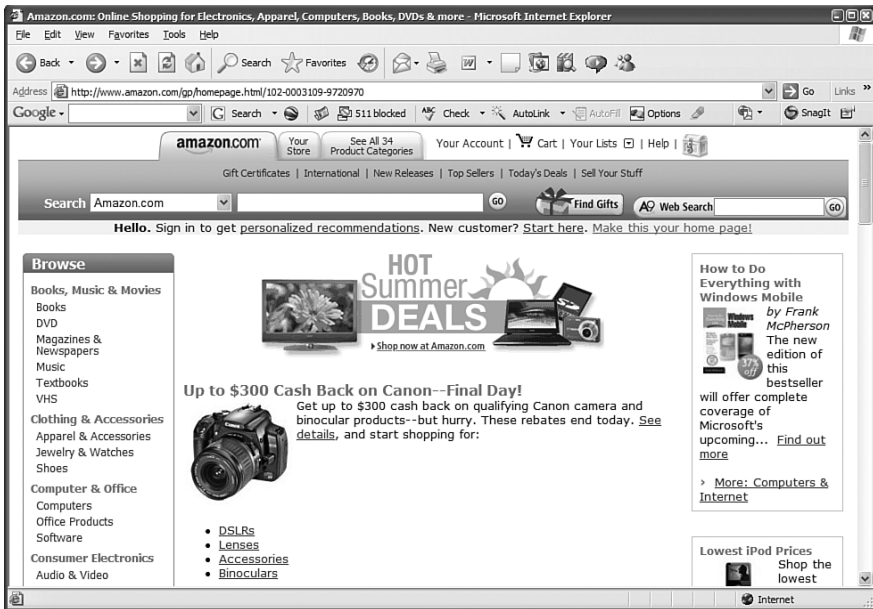 Amazon.com: Online Shopping for Electronics, Apparel, Computers, Books, DVDs & more - Microsoft Internet Explorer
File Edit View Favorites Tools Help
Back Search Favorites
Address http://www.amazon.com/gp/homepage.html/102-0003109-9720970 Go Links »
Google Search 511 blocked Check AutoLink AutoFill Options SnagIt
amazon.com Your Store See All 34 Product Categories Your Account | Cart | Your Lists | Help |
Gift Certificates | International | New Releases | Top Sellers | Today's Deals | Sell Your Stuff
Search Amazon.com GO Find Gifts A9 Web Search GO
Hello. Sign in to get personalized recommendations. New customer? Start here. Make this your home page!
Browse
Books, Music & Movies
Books
DVD
Magazines &
Newspapers
Music
Textbooks
VHS
Clothing & Accessories
Apparel & Accessories
Jewelry & Watches
Shoes
Computer & Office
Computers
Office Products
Software
Consumer Electronics
Audio & Video
HOT
Summer
DEALS
Shop now at Amazon.com
Up to $300 Cash Back on Canon--Final Day!
Get up to $300 cash back on qualifying Canon camera and
binocular products--but hurry. These rebates end today. See
details, and start shopping for:
Canon
• DSLRs
• Lenses
• Accessories
• Binoculars
How to Do
Everything with
Windows Mobile
by Frank
McPherson
Windows
Mobile
37%
off
The new
edition of
this
bestseller
will offer complete
coverage of
Microsoft's
upcoming... Find out
more
› More: Computers &
Internet
Lowest iPod Prices
Shop the
lowest
Internet